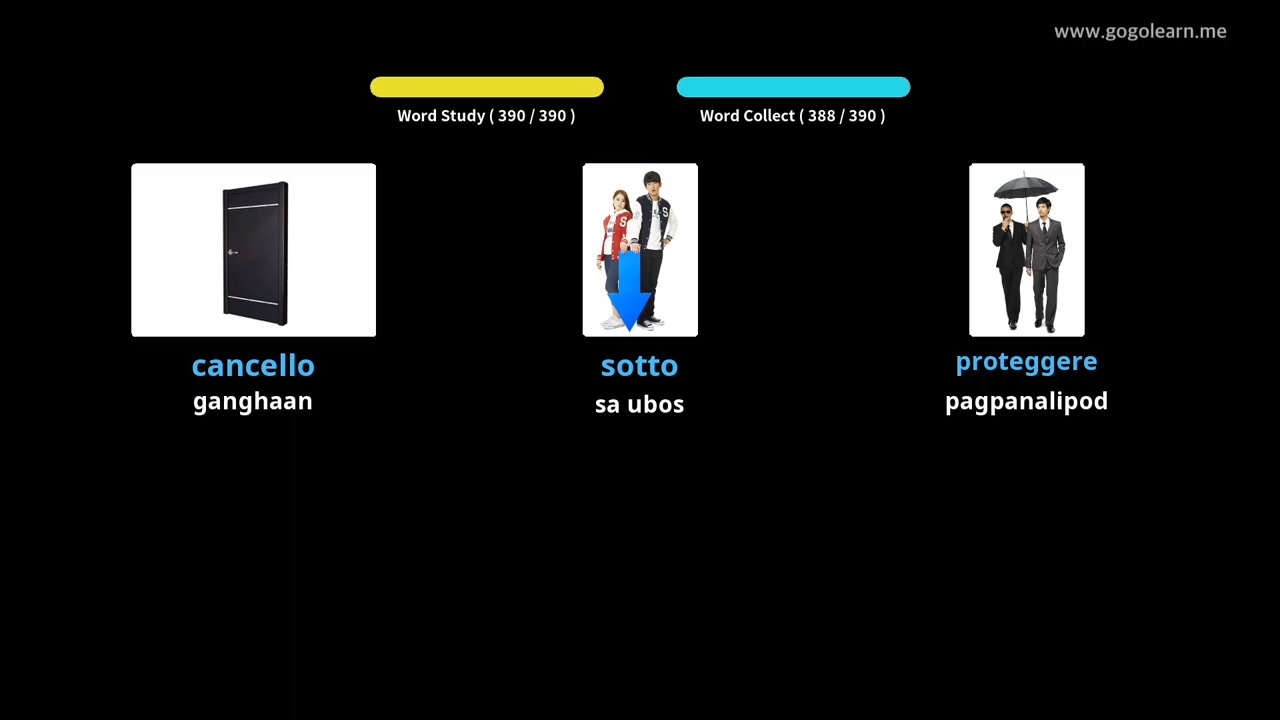 www.gogolearn.me
Word Study ( 390 / 390 )
Word Collect ( 388 / 390 )
cancello
ganghaan
sotto
sa ubos
proteggere
pagpanalipod